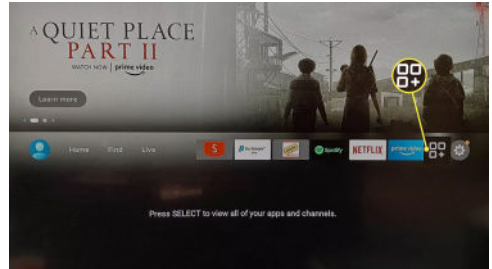 A QUIET PLACE
PART II
WATCH NOW | prime video
Learn more
Home Find Live S Spotify NETFLIX prime video
Press SELECT to view all of your apps and channels.